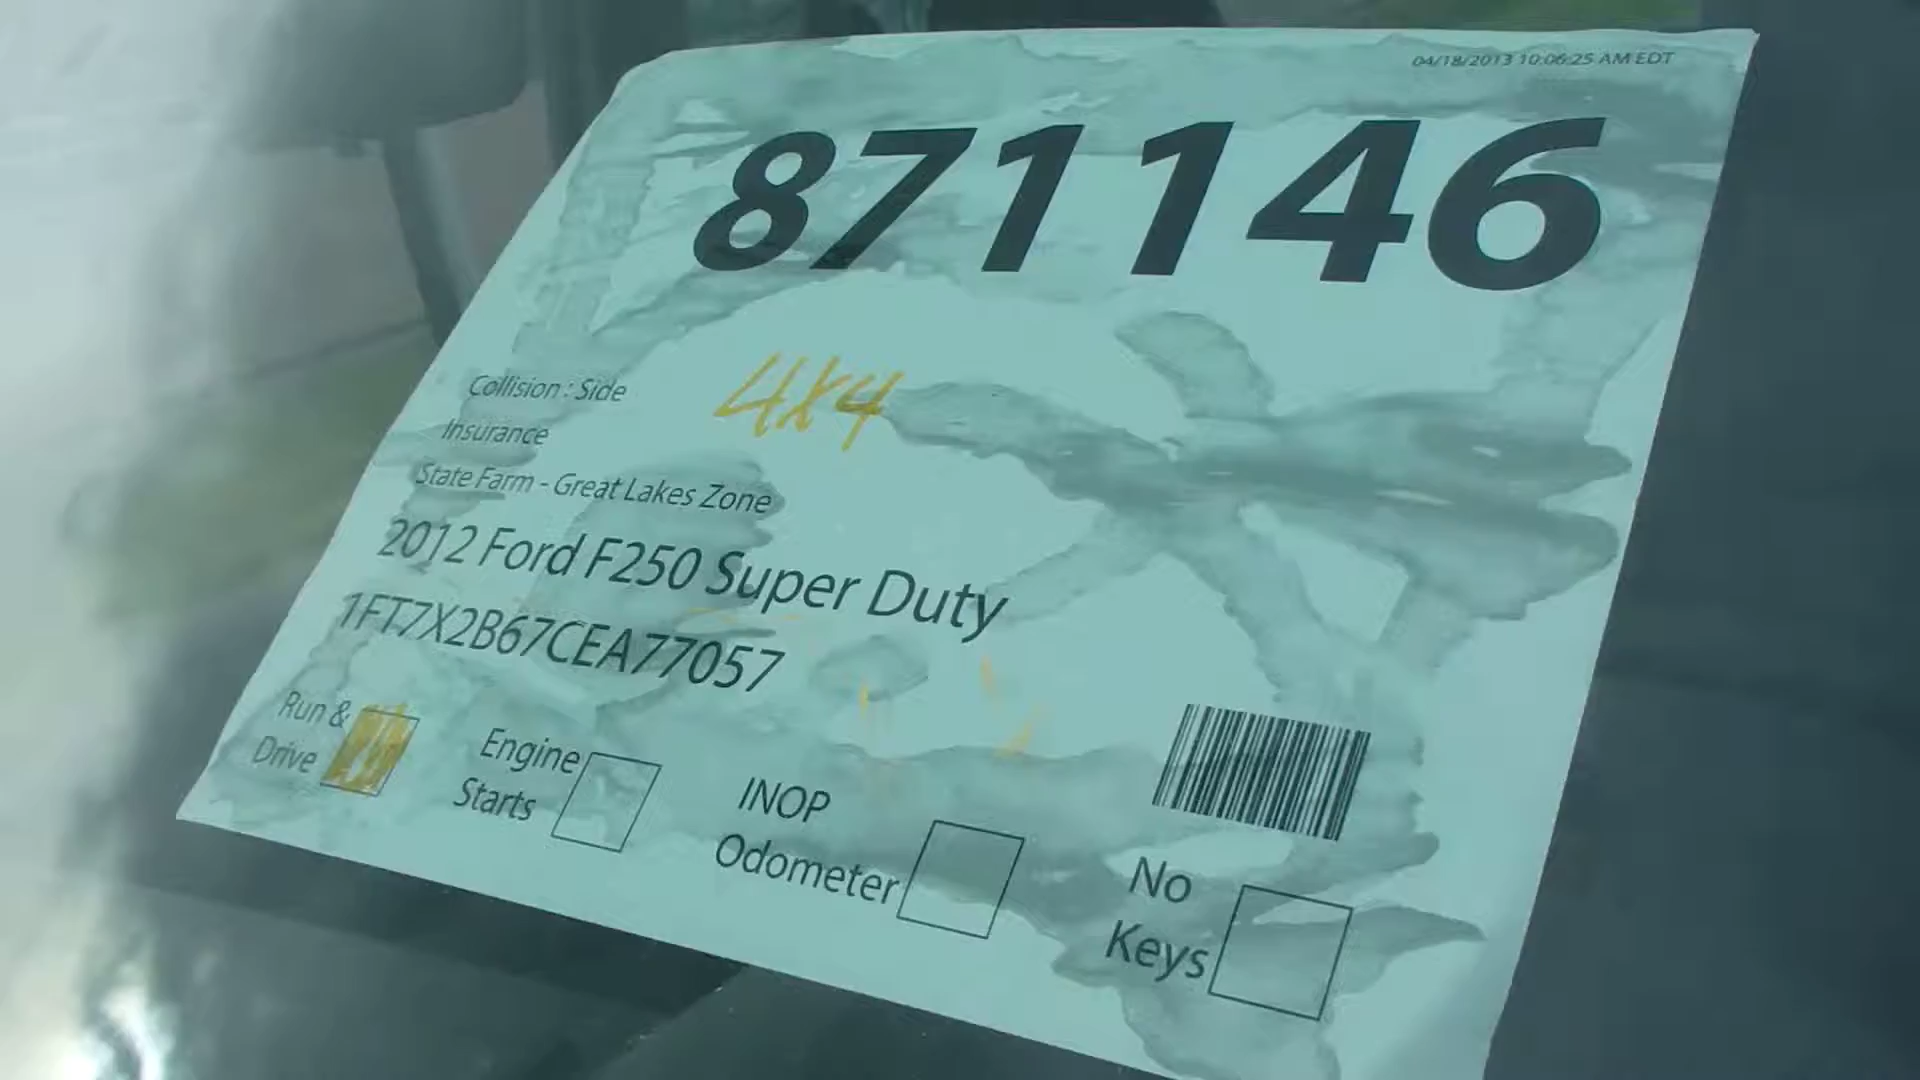 04/18/2013 10:06:25 AM EDT
871146
4x4
Collision : Side
Insurance
State Farm - Great Lakes Zone
2012 Ford F250 Super Duty
1FT7X2B67CEA77057
Run &
Drive
Engine
Starts
INOP
Odometer
No
Keys